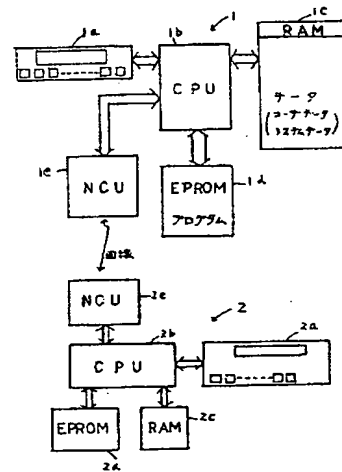 1
1a
1b
1c
CPU
RAM
データ
(ユーザデータ
システムデータ)
1e
NCU
EPROM
プログラム
1d
回線
NCU
2e
2
2b
2a
CPU
EPROM
RAM
2c
2d